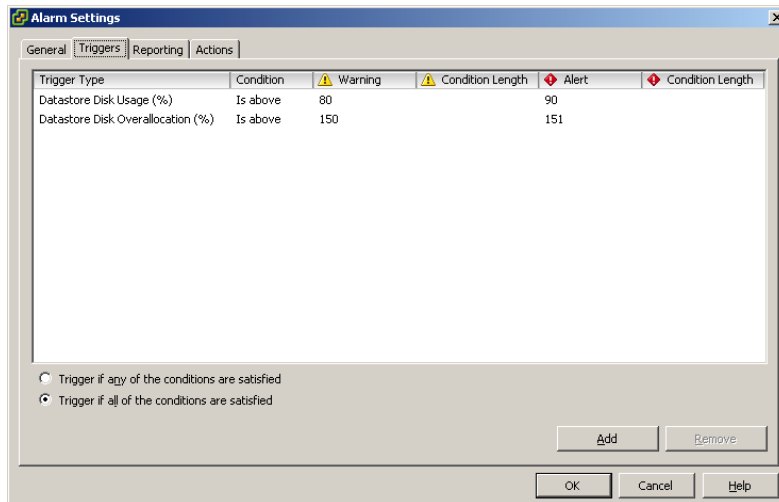 Alarm Settings
General Triggers Reporting Actions
Trigger Type Condition Warning Condition Length Alert Condition Length
Datastore Disk Usage (%) Is above 80 90
Datastore Disk Overallocation (%) Is above 150 151
Trigger if any of the conditions are satisfied
Trigger if all of the conditions are satisfied
Add Remove
OK Cancel Help